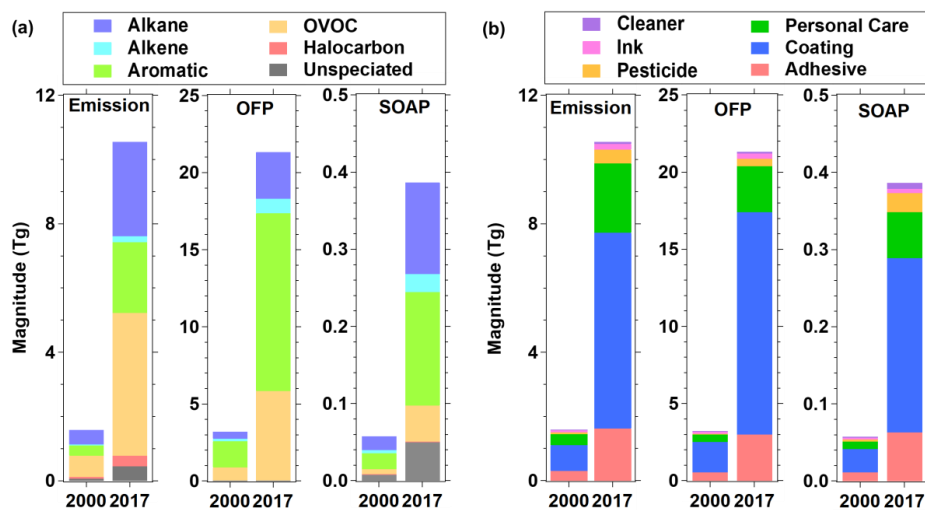 (a)
Alkane
OVOC
Alkene
Halocarbon
Aromatic
Unspeciated
Magnitude (Tg)
12
8
4
0
Emission
2000 2017
25
20
15
10
5
0
OFP
2000 2017
0.5
0.4
0.3
0.2
0.1
0.0
SOAP
2000 2017
(b)
Cleaner
Personal Care
Ink
Coating
Pesticide
Adhesive
Magnitude (Tg)
12
8
4
0
Emission
2000 2017
25
20
15
10
5
0
OFP
2000 2017
0.5
0.4
0.3
0.2
0.1
0.0
SOAP
2000 2017